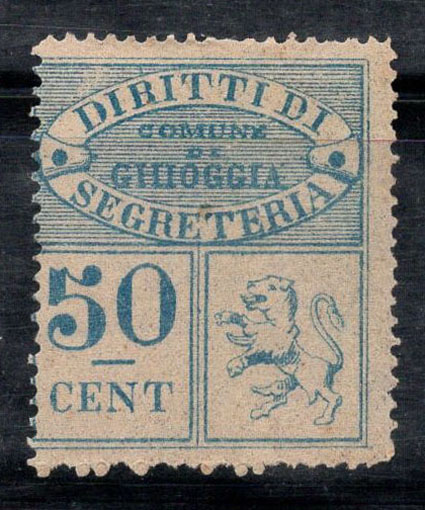 DIRITTI DI
COMUNE
DI
CHIOGGIA
SEGRETERIA
50
CENT